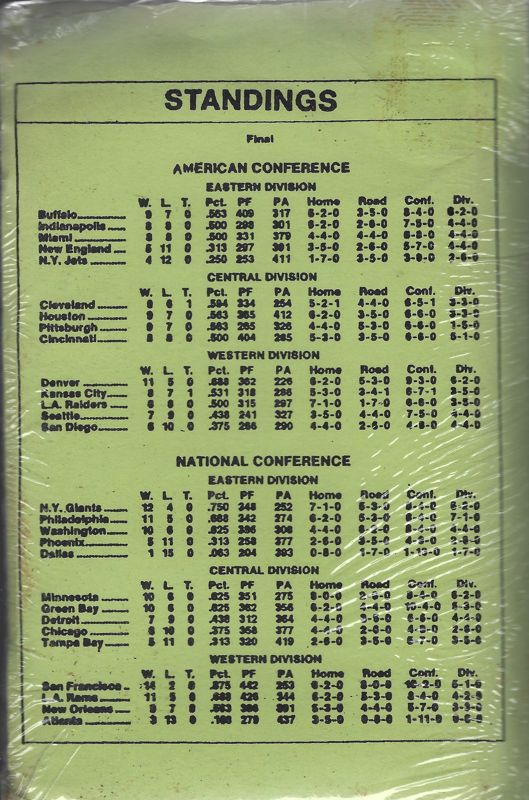 STANDINGS
Final
AMERICAN CONFERENCE
EASTERN DIVISION
W. L. T. Pct. PF PA Home Road Conf. Div.
Buffalo 9 7 0 .563 409 317 6-2-0 3-5-0 8-4-0 6-2-0
Indianapolis 8 8 0 .500 298 301 6-2-0 2-6-0 7-5-0 4-4-0
Miami 8 8 0 .500 331 379 4-4-0 4-4-0 4-4-0
New England 5 11 0 .313 297 391 3-5-0 2-6-0 5-7-0 4-4-0
N.Y. Jets 4 12 0 .250 253 411 1-7-0 3-5-0 3-9-0 2-6-0
CENTRAL DIVISION
W. L. T. Pct. PF PA Home Road Conf. Div.
Cleveland 9 6 1 .594 334 254 5-2-1 4-4-0 6-5-1 3-3-0
Houston 9 7 0 .563 365 412 6-2-0 3-5-0 6-6-0 3-3-0
Pittsburgh 9 7 0 .563 265 326 4-4-0 5-3-0 6-6-0 1-5-0
Cincinnati 8 8 0 .500 404 285 5-3-0 3-5-0 6-6-0 5-1-0
WESTERN DIVISION
W. L. T. Pct. PF PA Home Road Conf. Div.
Denver 11 5 0 .688 362 226 6-2-0 5-3-0 9-3-0 6-2-0
Kansas City 8 7 1 .531 318 286 5-3-0 3-4-1 6-7-1 3-5-0
L.A. Raiders 8 8 0 .500 315 297 7-1-0 1-7-0 6-6-0 3-5-0
Seattle 7 9 0 .438 241 327 3-5-0 4-4-0 7-5-0 4-4-0
San Diego 6 10 0 .375 266 290 4-4-0 2-6-0 4-8-0 4-4-0
NATIONAL CONFERENCE
EASTERN DIVISION
W. L. T. Pct. PF PA Home Road Conf. Div.
N.Y. Giants 12 4 0 .750 348 252 7-1-0 5-3-0 6-2-0
Philadelphia 11 5 0 .688 342 274 6-2-0 5-3-0 7-1-0
Washington 10 6 0 .625 386 308 4-4-0 6-2-0 4-4-0
Phoenix 5 11 0 .313 258 377 2-6-0 3-5-0
Dallas 1 15 0 .063 204 393 0-8-0 1-7-0 1-7-0
CENTRAL DIVISION
W. L. T. Pct. PF PA Home Road Conf. Div.
Minnesota 10 6 0 .625 351 275 8-0-0 2-6-0 8-4-0 6-2-0
Green Bay 10 6 0 .625 362 356 6-2-0 4-4-0 10-4-0 5-3-0
Detroit 7 9 0 .438 312 364 4-4-0 6-6-0 4-4-0
Chicago 6 10 0 .375 358 377 4-4-0 2-6-0 2-6-0
Tampa Bay 5 11 0 .313 320 419 2-6-0 3-5-0 3-5-0
WESTERN DIVISION
W. L. T. Pct. PF PA Home Road Conf. Div.
San Francisco 14 2 0 .875 442 253 6-2-0 8-0-0 10-2-0 5-1-0
L.A. Rams 11 5 0 .688 426 344 6-2-0 5-3-0 8-4-0 4-2-0
New Orleans 9 7 0 .563 386 301 5-3-0 4-4-0 5-7-0 3-3-0
Atlanta 3 13 0 279 437 3-5-0 0-8-0 1-11-0